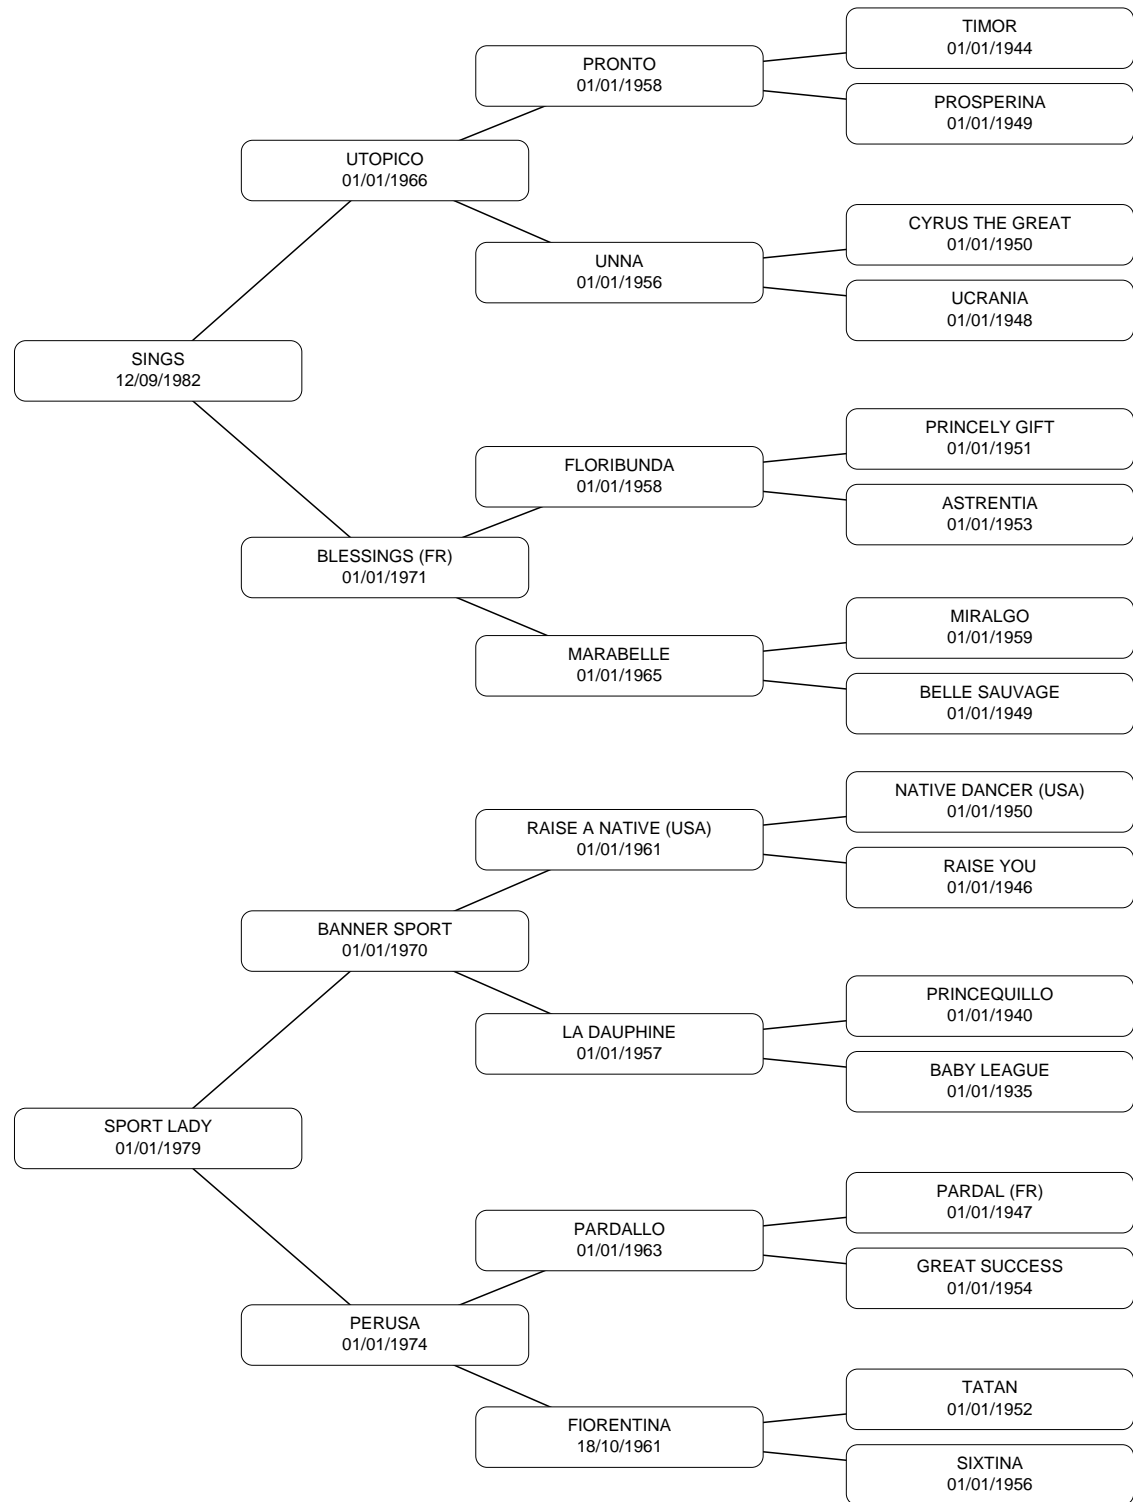 TIMOR
01/01/1944
PRONTO
01/01/1958
PROSPERINA
01/01/1949
UTOPICO
01/01/1966
CYRUS THE GREAT
01/01/1950
UNNA
01/01/1956
UCRANIA
01/01/1948
SINGS
12/09/1982
PRINCELY GIFT
01/01/1951
FLORIBUNDA
01/01/1958
ASTRENTIA
01/01/1953
BLESSINGS (FR)
01/01/1971
MIRALGO
01/01/1959
MARABELLE
01/01/1965
BELLE SAUVAGE
01/01/1949
NATIVE DANCER (USA)
01/01/1950
RAISE A NATIVE (USA)
01/01/1961
RAISE YOU
01/01/1946
BANNER SPORT
01/01/1970
PRINCEQUILLO
01/01/1940
LA DAUPHINE
01/01/1957
BABY LEAGUE
01/01/1935
SPORT LADY
01/01/1979
PARDAL (FR)
01/01/1947
PARDALLO
01/01/1963
GREAT SUCCESS
01/01/1954
PERUSA
01/01/1974
TATAN
01/01/1952
FIORENTINA
18/10/1961
SIXTINA
01/01/1956